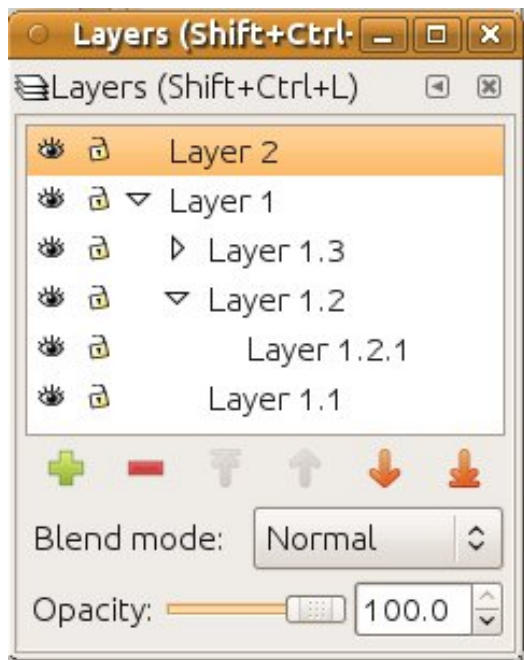 Layers (Shift+Ctrl-
Layers (Shift+Ctrl+L)
Layer 2
Layer 1
Layer 1.3
Layer 1.2
Layer 1.2.1
Layer 1.1
Blend mode: Normal
Opacity: 100.0